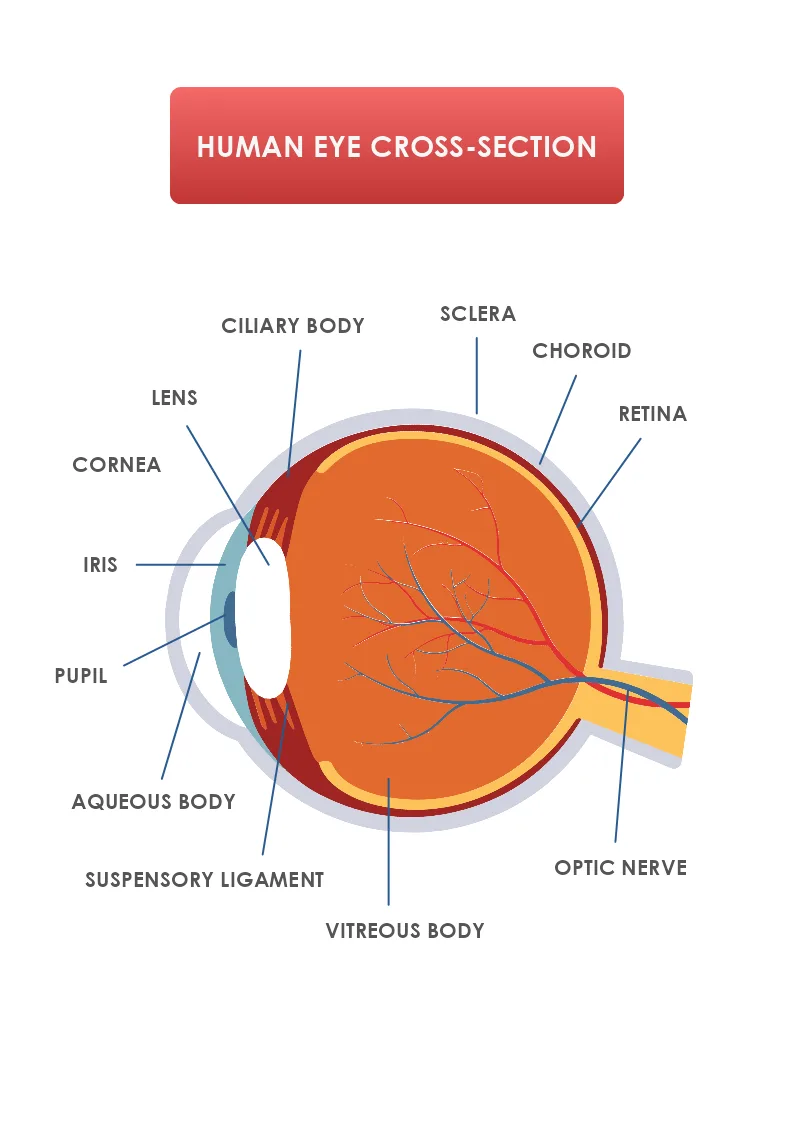 HUMAN EYE CROSS-SECTION
CILIARY BODY
SCLERA
CHOROID
LENS
RETINA
CORNEA
IRIS
PUPIL
AQUEOUS BODY
OPTIC NERVE
SUSPENSORY LIGAMENT
VITREOUS BODY